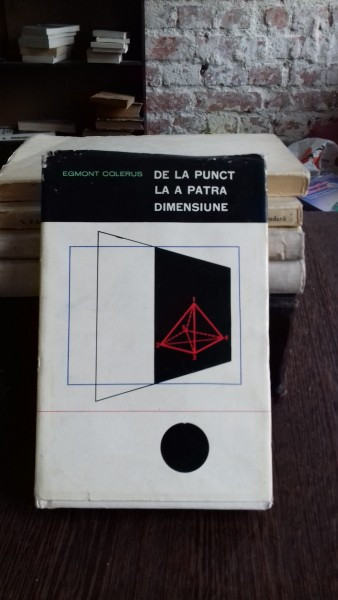 EGMONT COLERUS
DE LA PUNCT
LA A PATRA
DIMENSIUNE